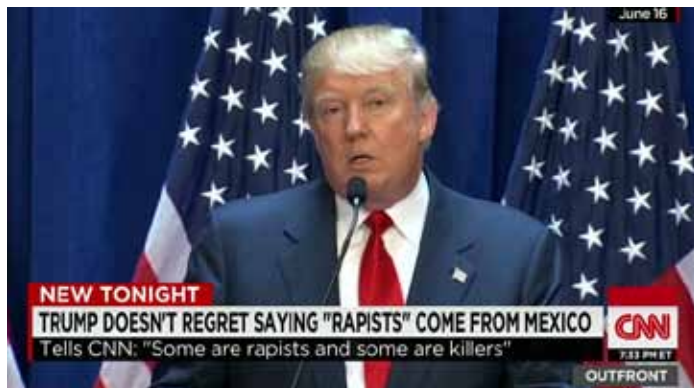 June 16
NEW TONIGHT
TRUMP DOESN'T REGRET SAYING "RAPISTS" COME FROM MEXICO
Tells CNN: "Some are rapists and some are killers"
CNN
7:33 PM ET
OUTFRONT